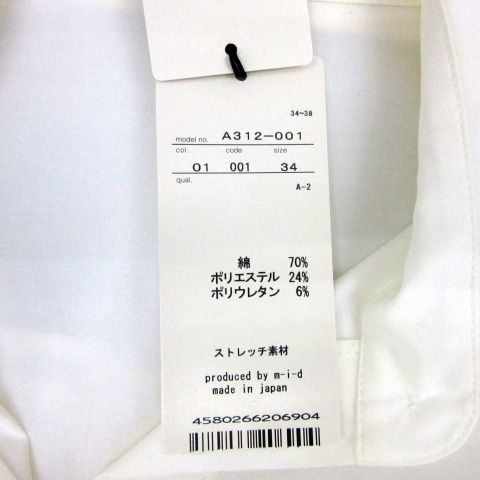 34~38
model no. A312-001
col. code size
01 001 34
qual. A-2
綿 70%
ポリエステル 24%
ポリウレタン 6%
ストレッチ素材
produced by m-i-d
made in japan
4580266206904